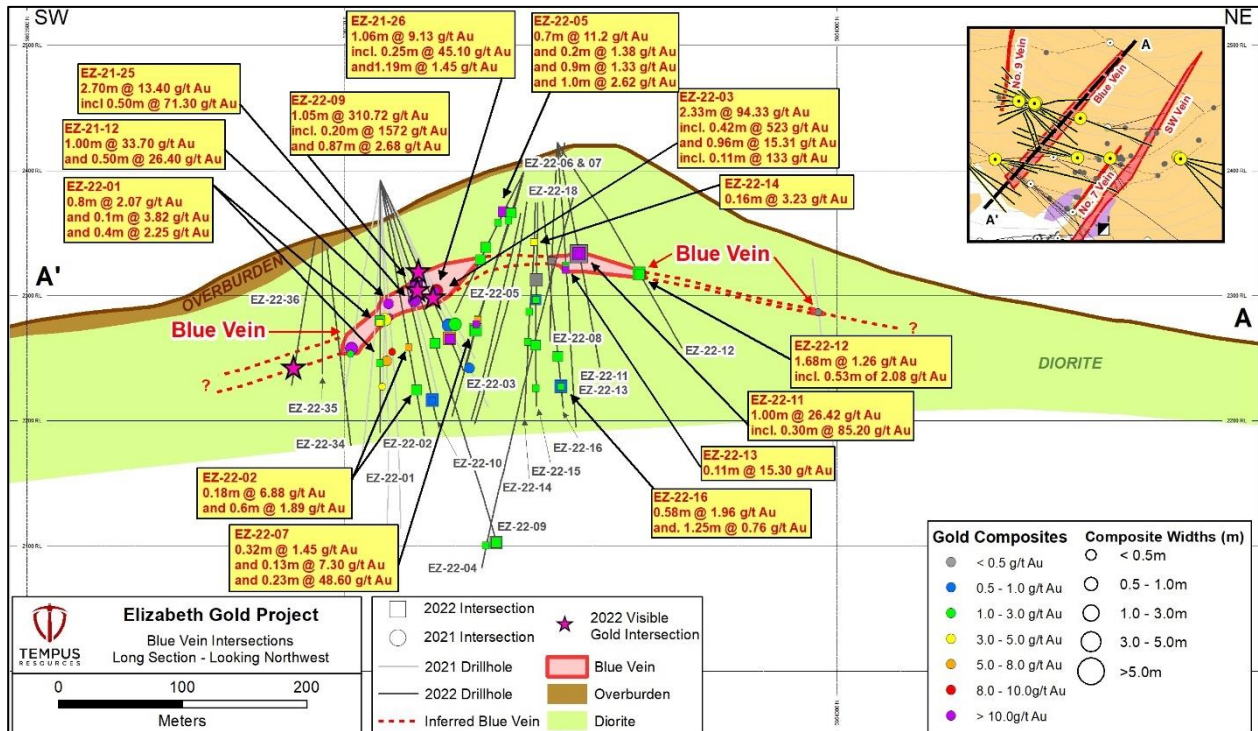 SW
NE
EZ-21-26
1.06m @ 9.13 g/t Au
incl. 0.25m @ 45.10 g/t Au
and1.19m @ 1.45 g/t Au
EZ-22-05
0.7m @ 11.2 g/t Au
and 0.2m @ 1.38 g/t Au
and 0.9m @ 1.33 g/t Au
and 1.0m @ 2.62 g/t Au
EZ-21-25
2.70m @ 13.40 g/t Au
incl 0.50m @ 71.30 g/t Au
EZ-22-09
1.05m @ 310.72 g/t Au
incl. 0.20m @ 1572 g/t Au
and 0.87m @ 2.68 g/t Au
EZ-22-03
2.33m @ 94.33 g/t Au
incl. 0.42m @ 523 g/t Au
and 0.96m @ 15.31 g/t Au
incl. 0.11m @ 133 g/t Au
EZ-21-12
1.00m @ 33.70 g/t Au
and 0.50m @ 26.40 g/t Au
EZ-22-01
0.8m @ 2.07 g/t Au
and 0.1m @ 3.82 g/t Au
and 0.4m @ 2.25 g/t Au
EZ-22-14
0.16m @ 3.23 g/t Au
No. 9 Vein
Blue Vein
SW Vein
No. 7 Vein
A
A'
2500 RL
2500 RL
2400 RL
2400 RL
2300 RL
2300 RL
2200 RL
2200 RL
2100 RL
2100 RL
EZ-22-06 & 07
EZ-22-18
A'
A
OVERBURDEN
Blue Vein
Blue Vein
?
?
DIORITE
EZ-22-36
EZ-22-35
EZ-22-34
EZ-22-01
EZ-22-02
EZ-22-10
EZ-22-03
EZ-22-05
EZ-22-08
EZ-22-11
EZ-22-13
EZ-22-12
EZ-22-16
EZ-22-15
EZ-22-14
EZ-22-09
EZ-22-04
EZ-22-12
1.68m @ 1.26 g/t Au
incl. 0.53m of 2.08 g/t Au
EZ-22-11
1.00m @ 26.42 g/t Au
incl. 0.30m @ 85.20 g/t Au
EZ-22-13
0.11m @ 15.30 g/t Au
EZ-22-16
0.58m @ 1.96 g/t Au
and. 1.25m @ 0.76 g/t Au
EZ-22-02
0.18m @ 6.88 g/t Au
and 0.6m @ 1.89 g/t Au
EZ-22-07
0.32m @ 1.45 g/t Au
and 0.13m @ 7.30 g/t Au
and 0.23m @ 48.60 g/t Au
TEMPUS
RESOURCES
Elizabeth Gold Project
Blue Vein Intersections
Long Section - Looking Northwest
0 100 200
Meters
2022 Intersection
2021 Intersection
2021 Drillhole
2022 Drillhole
Inferred Blue Vein
2022 Visible
Gold Intersection
Blue Vein
Overburden
Diorite
Gold Composites
< 0.5 g/t Au
0.5 - 1.0 g/t Au
1.0 - 3.0 g/t Au
3.0 - 5.0 g/t Au
5.0 - 8.0 g/t Au
8.0 - 10.0g/t Au
> 10.0g/t Au
Composite Widths (m)
< 0.5m
0.5 - 1.0m
1.0 - 3.0m
3.0 - 5.0m
>5.0m